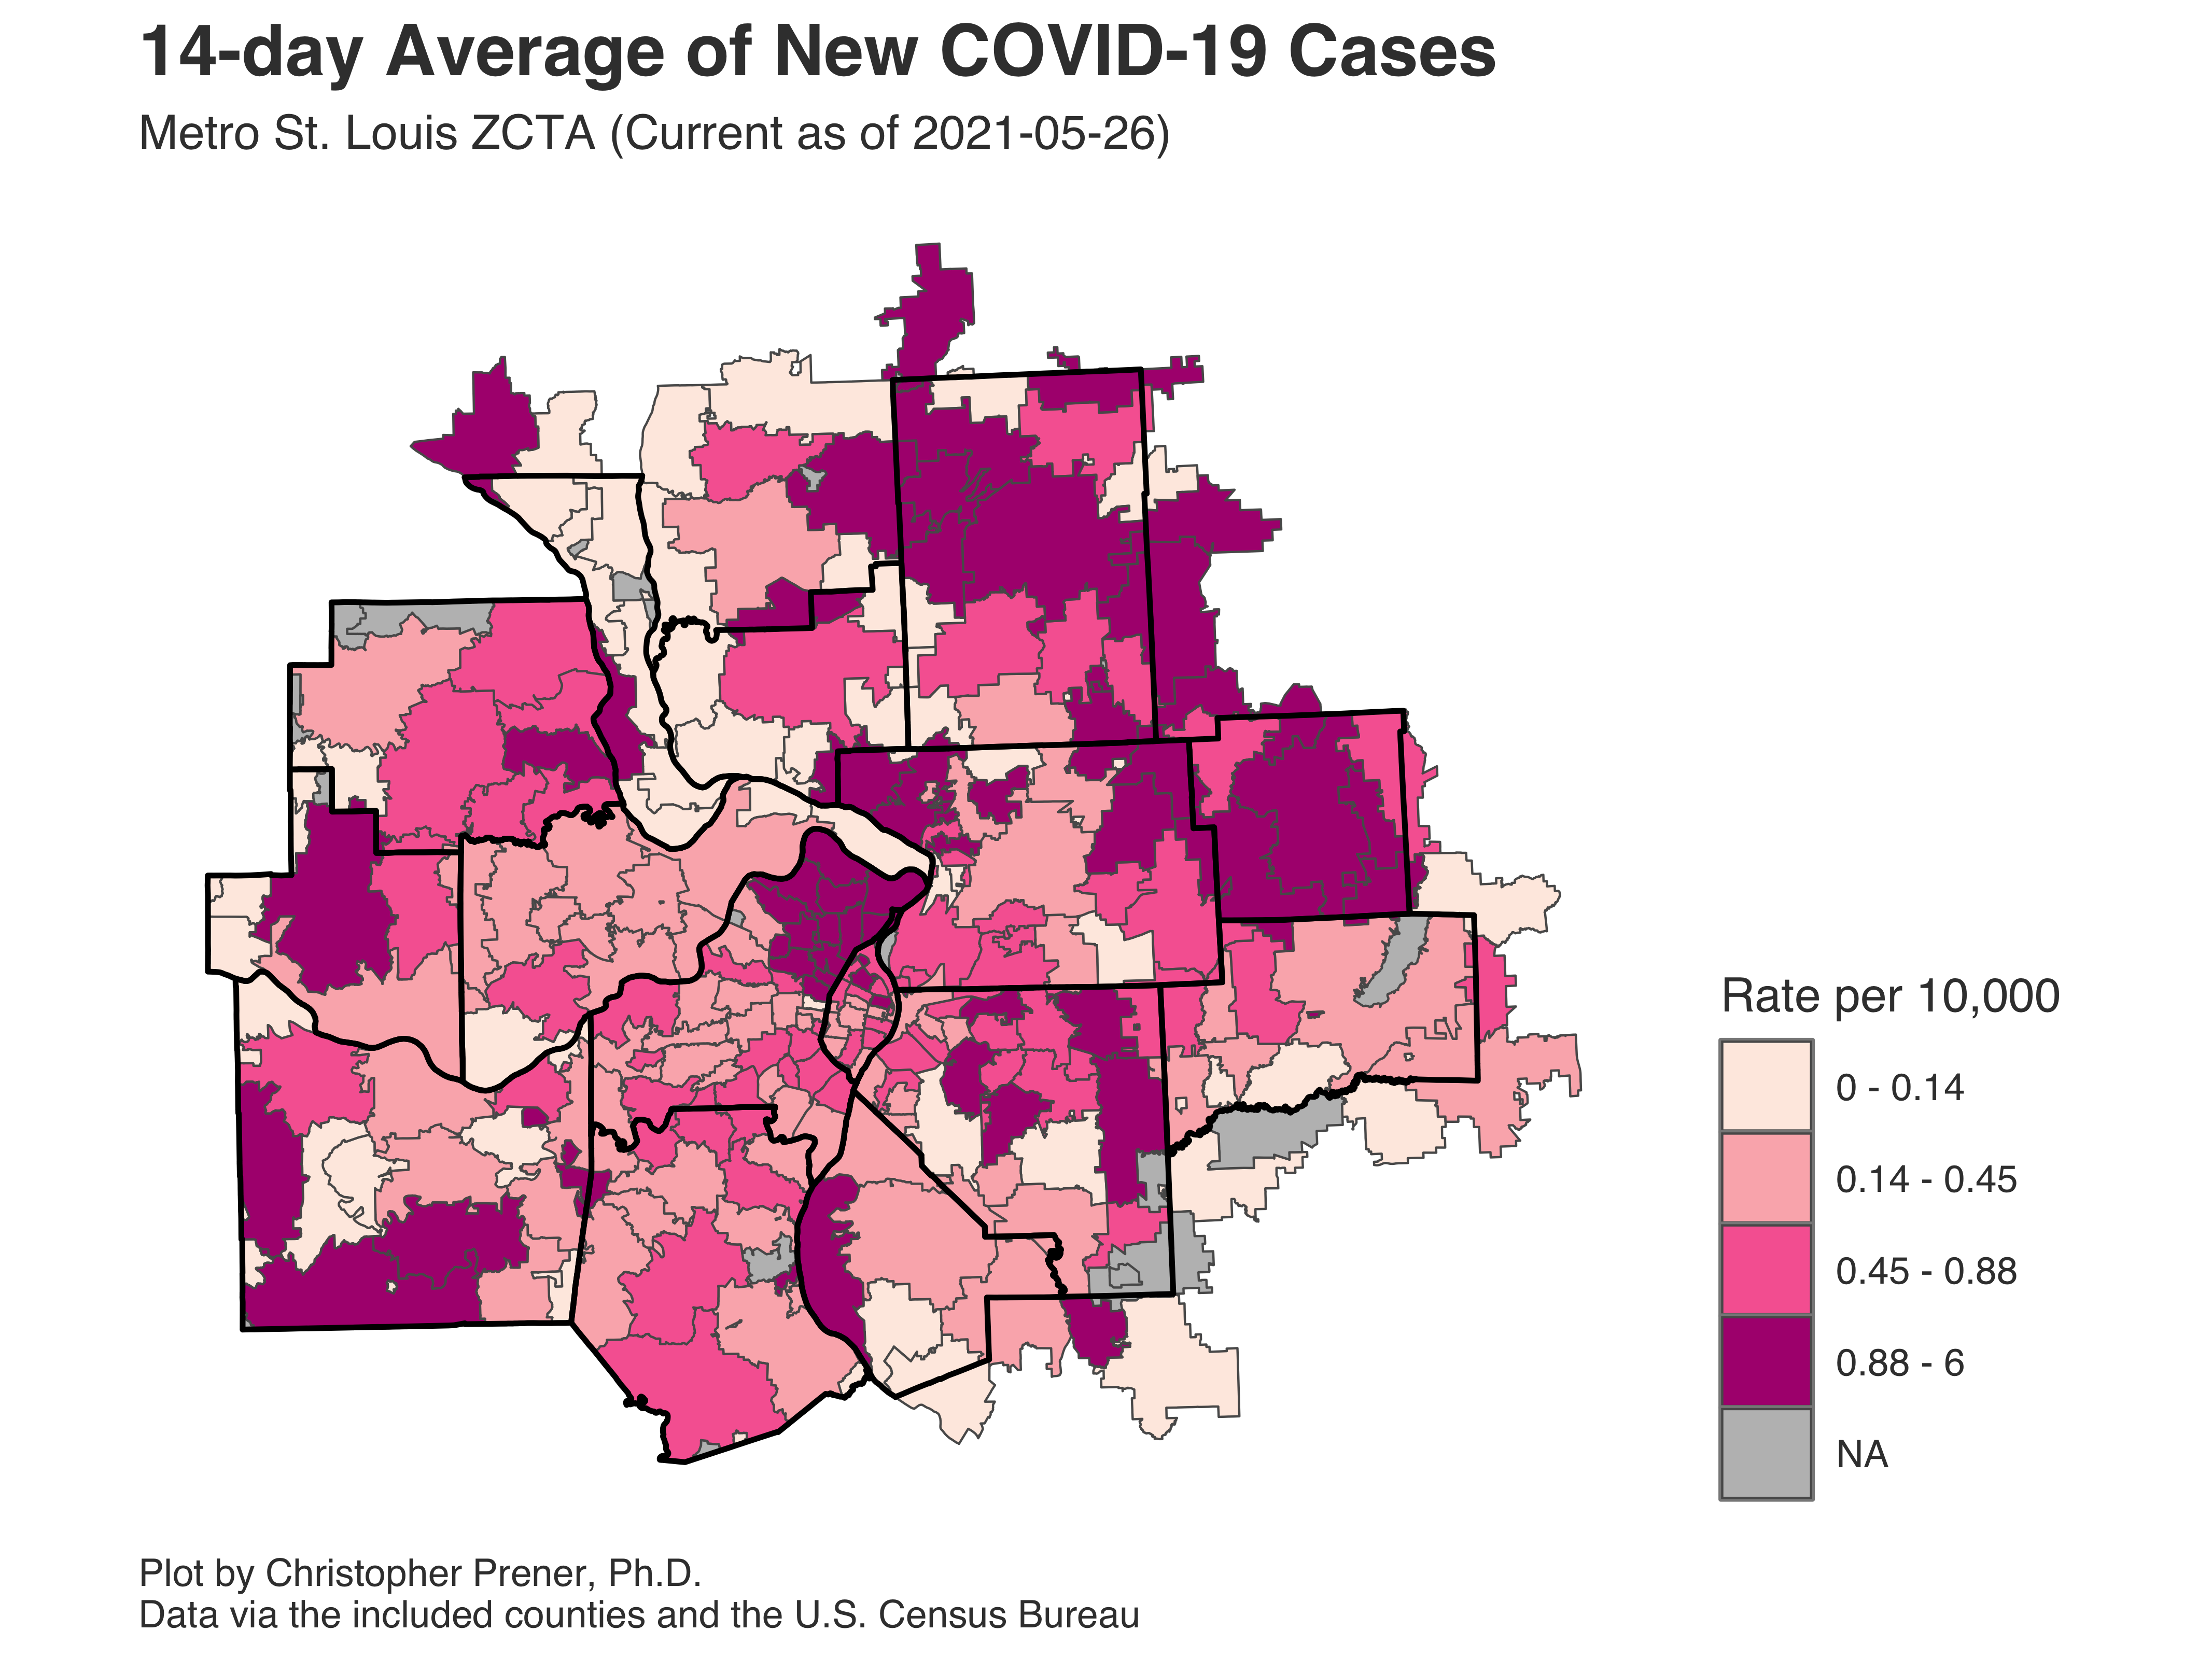 14-day Average of New COVID-19 Cases
Metro St. Louis ZCTA (Current as of 2021-05-26)
Rate per 10,000
0 - 0.14
0.14 - 0.45
0.45 - 0.88
0.88 - 6
NA
Plot by Christopher Prener, Ph.D.
Data via the included counties and the U.S. Census Bureau